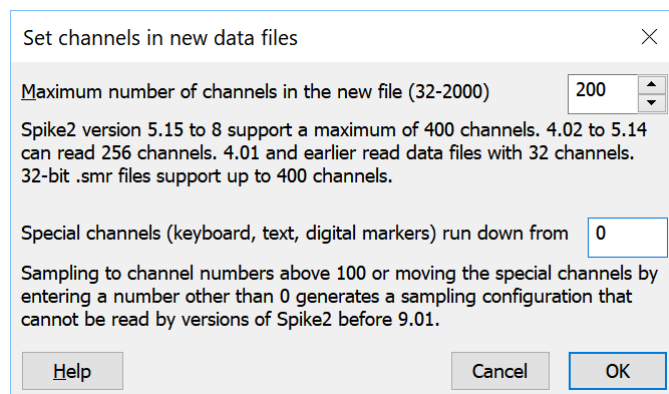 Set channels in new data files
Maximum number of channels in the new file (32-2000) 200
Spike2 version 5.15 to 8 support a maximum of 400 channels. 4.02 to 5.14
can read 256 channels. 4.01 and earlier read data files with 32 channels.
32-bit .smr files support up to 400 channels.
Special channels (keyboard, text, digital markers) run down from 0
Sampling to channel numbers above 100 or moving the special channels by
entering a number other than 0 generates a sampling configuration that
cannot be read by versions of Spike2 before 9.01.
Help Cancel OK